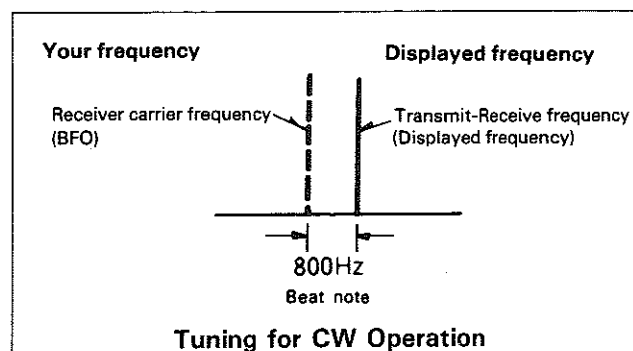 Your frequency
Displayed frequency
Receiver carrier frequency
(BFO)
Transmit-Receive frequency
(Displayed frequency)
800Hz
Beat note
Tuning for CW Operation